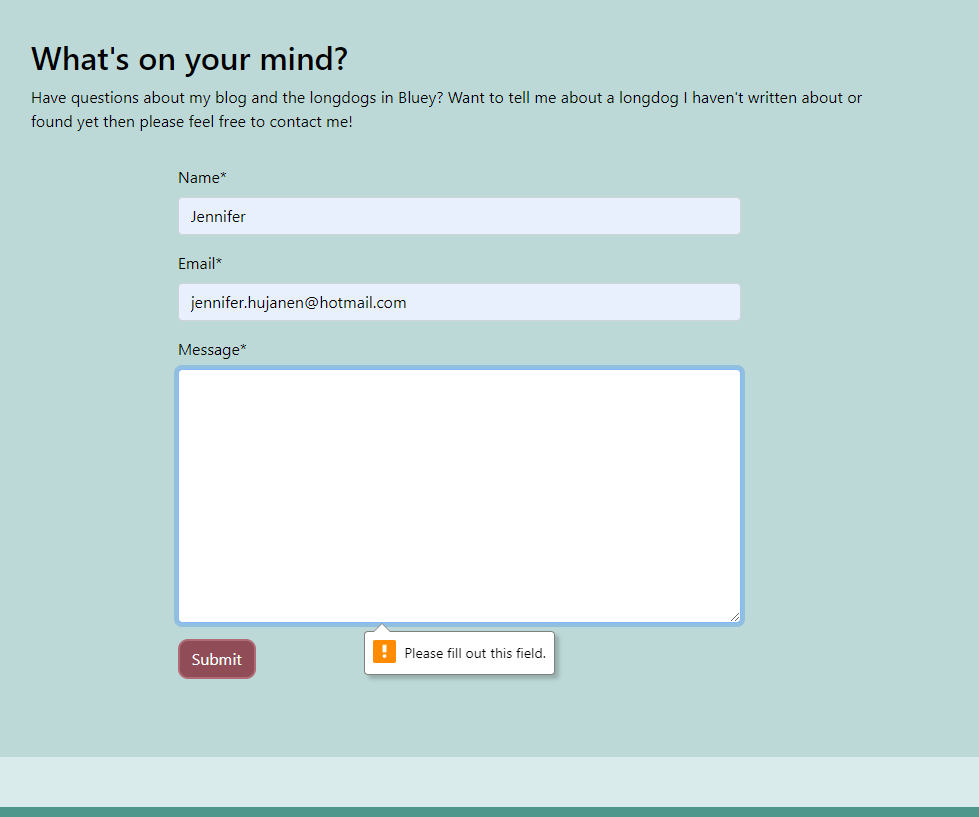 What's on your mind?
Have questions about my blog and the longdogs in Bluey? Want to tell me about a longdog I haven't written about or
found yet then please feel free to contact me!
Name*
Jennifer
Email*
jennifer.hujanen@hotmail.com
Message*
Please fill out this field.
Submit